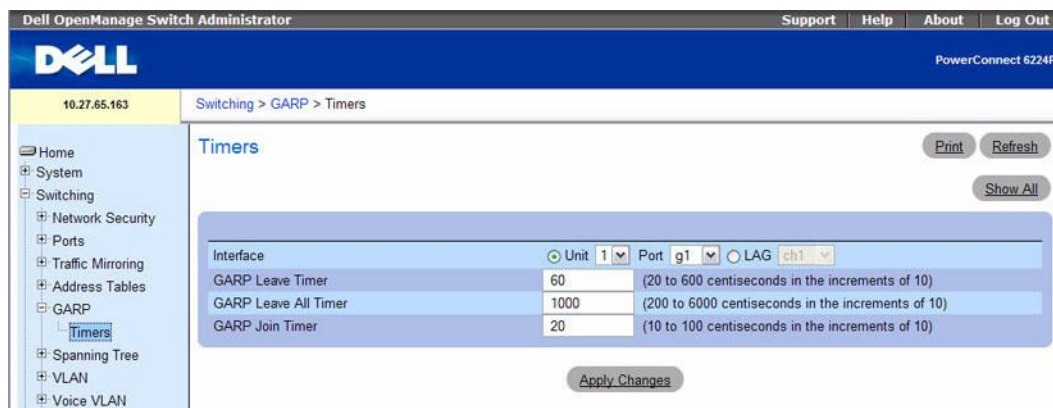 Dell OpenManage Switch Administrator
Support | Help | About | Log Out
DELL
PowerConnect 6224P
10.27.65.163
Switching > GARP > Timers
Home
System
Switching
Network Security
Ports
Traffic Mirroring
Address Tables
GARP
Timers
Spanning Tree
VLAN
Voice VLAN
Timers
Print Refresh
Show All
Interface Unit 1 Port g1 LAG ch1
GARP Leave Timer 60 (20 to 600 centiseconds in the increments of 10)
GARP Leave All Timer 1000 (200 to 6000 centiseconds in the increments of 10)
GARP Join Timer 20 (10 to 100 centiseconds in the increments of 10)
Apply Changes